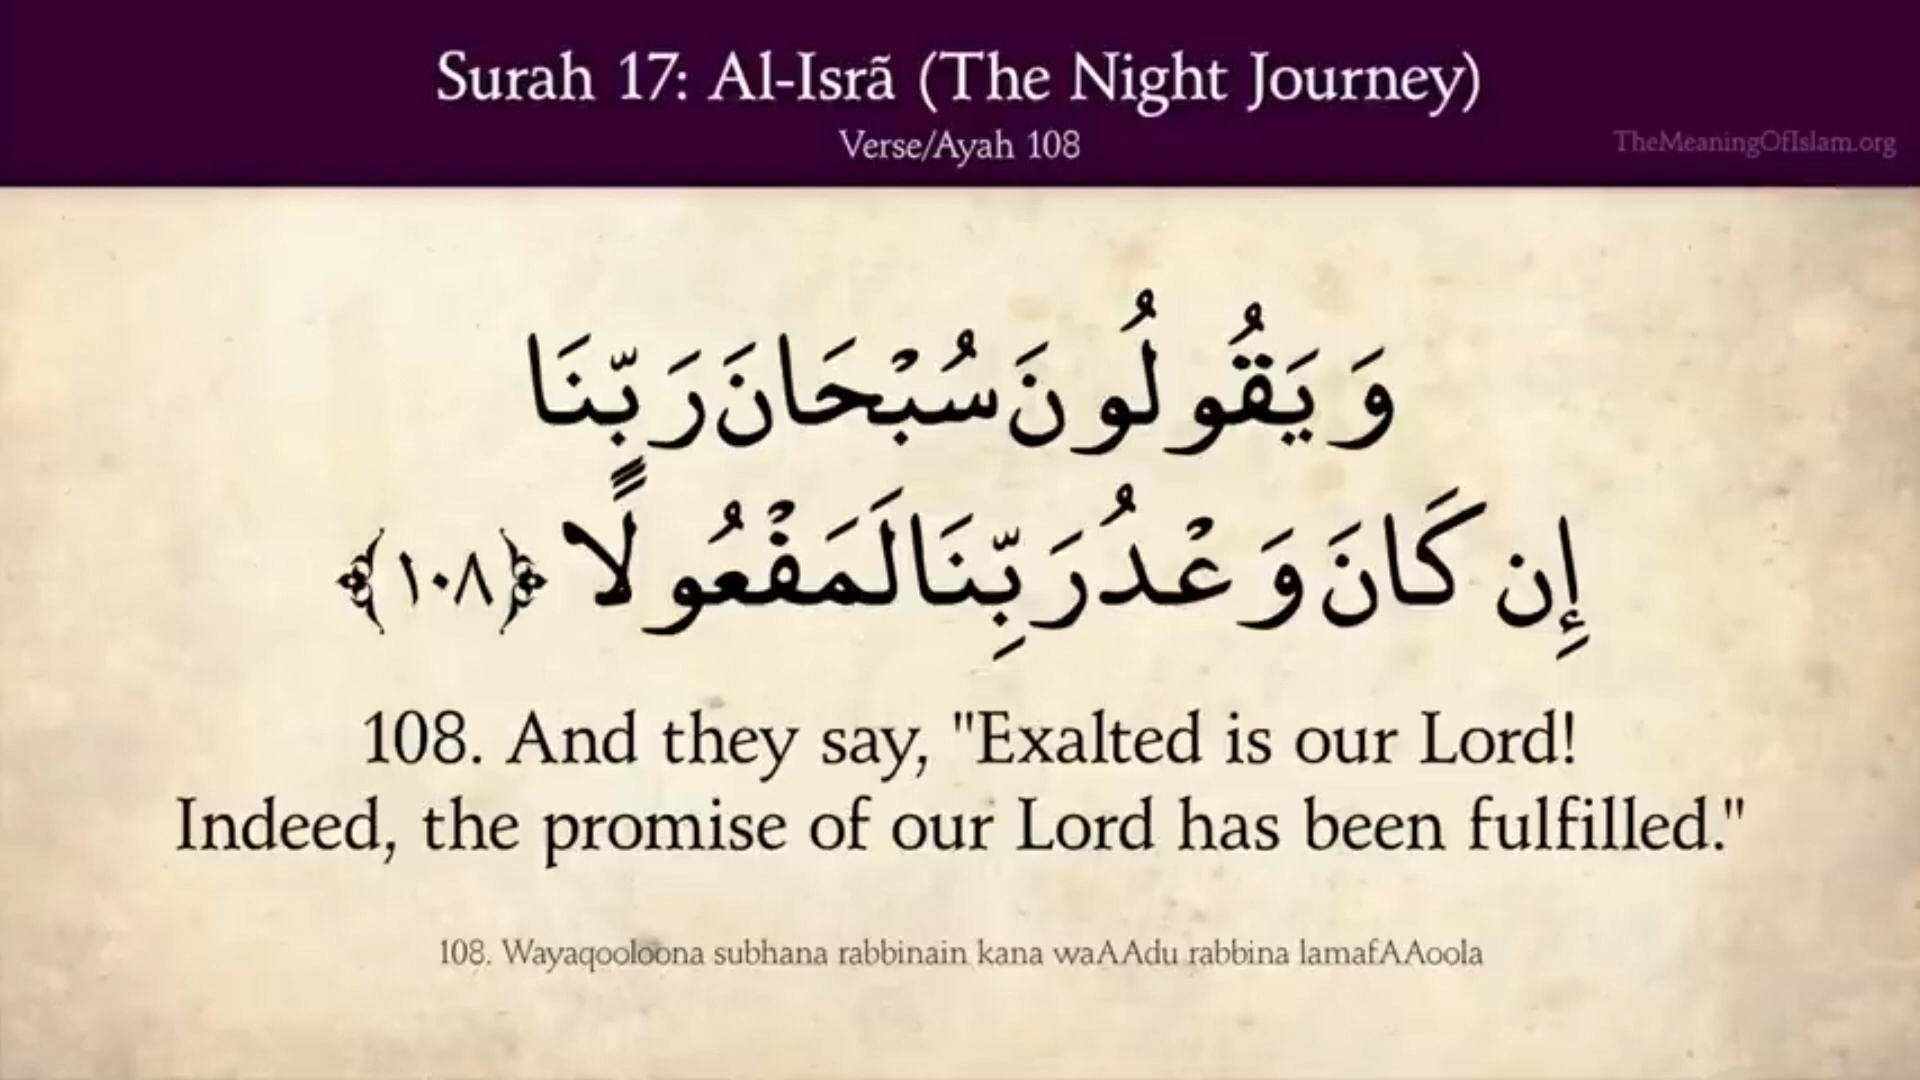 Surah 17: Al-Isrã (The Night Journey)
Verse/Ayah 108
TheMeaningOfIslam.org
وَيَقُولُونَ سُبْحَانَ رَبِّنَا
إِن كَانَ وَعْدُ رَبِّنَا لَمَفْعُولًا ﴿١٠٨﴾
108. And they say, "Exalted is our Lord!
Indeed, the promise of our Lord has been fulfilled."
108. Wayaqooloona subhana rabbinain kana waAAdu rabbina lamafAAoola